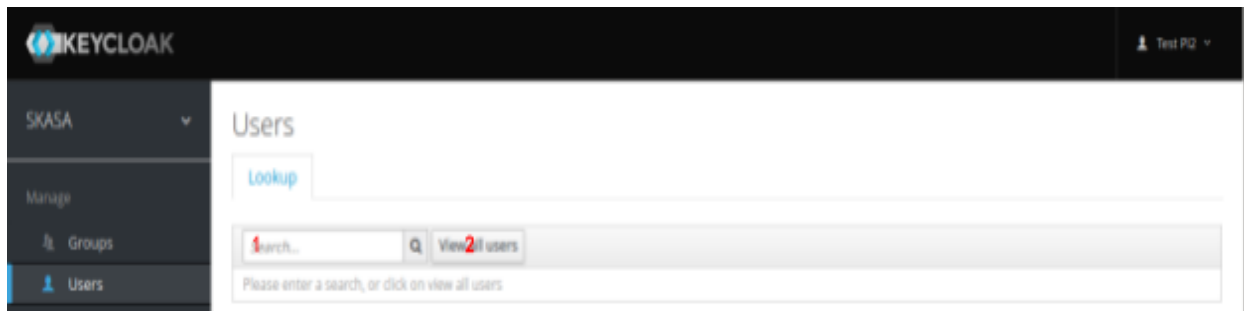 KEYCLOAK
Test PI2
SKASA
Users
Lookup
Manage
Groups
1 Search...
View 2 all users
Users
Please enter a search, or click on view all users